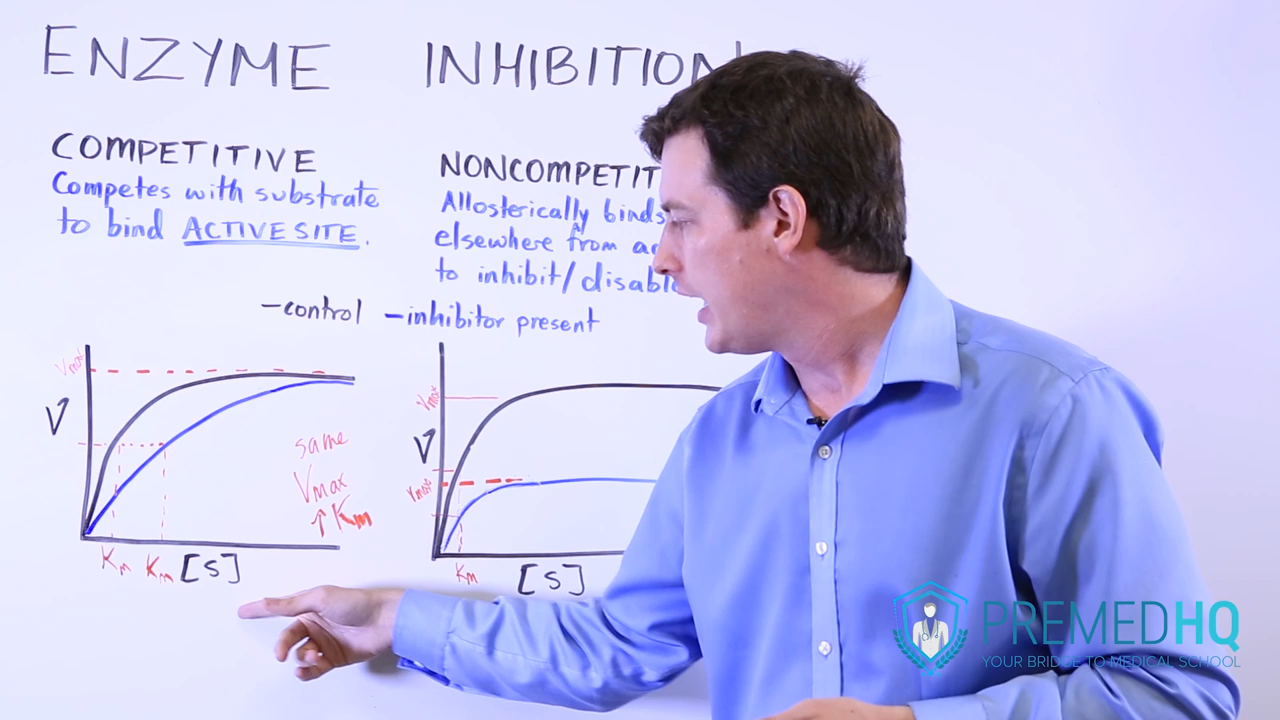 ENZYME INHIBITION
COMPETITIVE
Competes with substrate
to bind ACTIVE SITE.
NONCOMPETIT
Allosterically binds
elsewhere from
to inhibit/disable
-control -inhibitor present
Vmax
V
same
Vmax
↑ Km
Km Km [S]
Vmax
V
Vmax
Km [S]
PREMEDHQ
YOUR BRIDGE TO MEDICAL SCHOOL